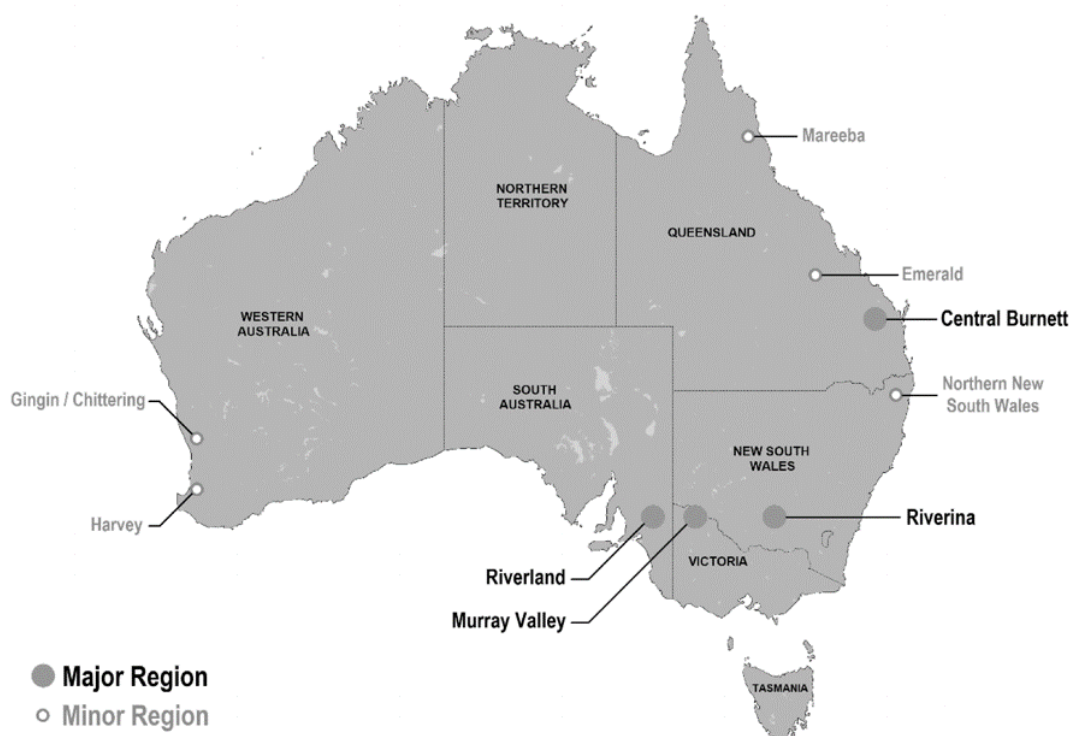 Mareeba
NORTHERN
TERRITORY
QUEENSLAND
Emerald
WESTERN
AUSTRALIA
Central Burnett
SOUTH
AUSTRALIA
Gingin / Chittering
Northern New
South Wales
NEW SOUTH
WALES
Harvey
Riverina
VICTORIA
Riverland
Murray Valley
TASMANIA
Major Region
Minor Region